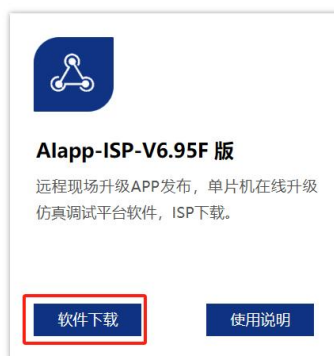 AIapp-ISP-V6.95F 版
远程现场升级APP发布，单片机在线升级
仿真调试平台软件，ISP下载。
软件下载
使用说明